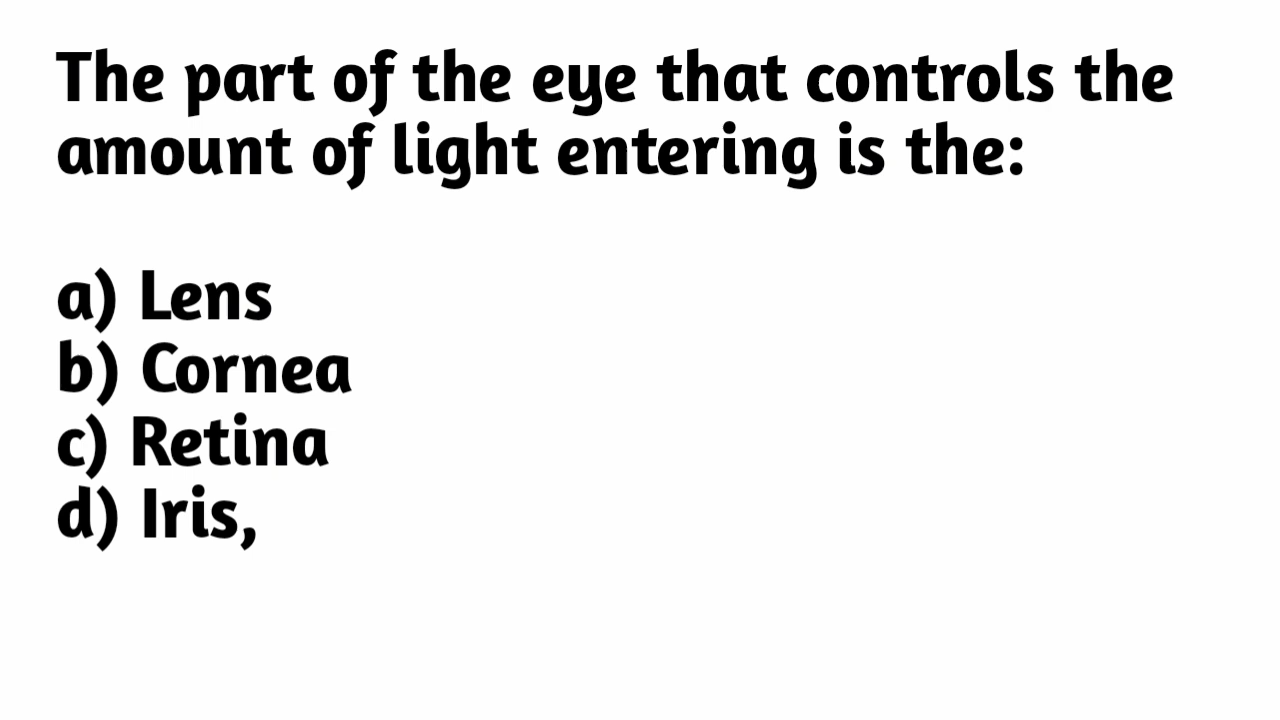 The part of the eye that controls the
amount of light entering is the:
a) Lens
b) Cornea
c) Retina
d) Iris,